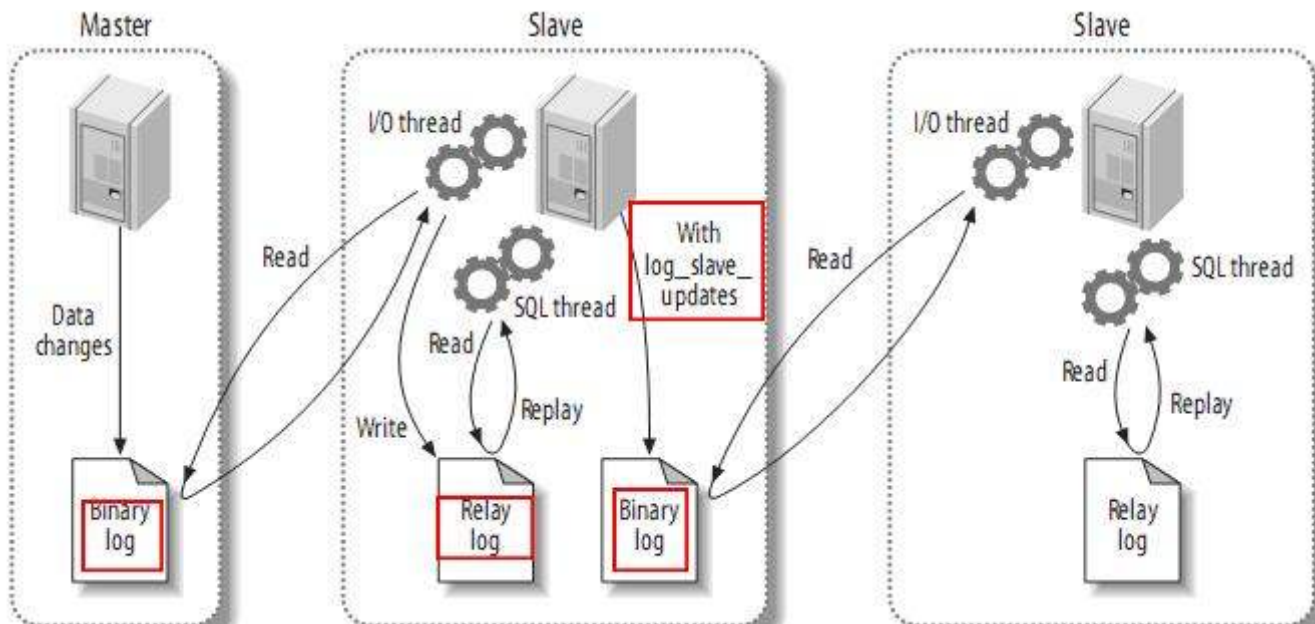 Master
Slave
Slave
I/O thread
I/O thread
With
log_slave_
updates
Read
Read
SQL thread
SQL thread
Data
changes
Read
Read
Replay
Replay
Write
Binary
log
Relay
log
Binary
log
Relay
log